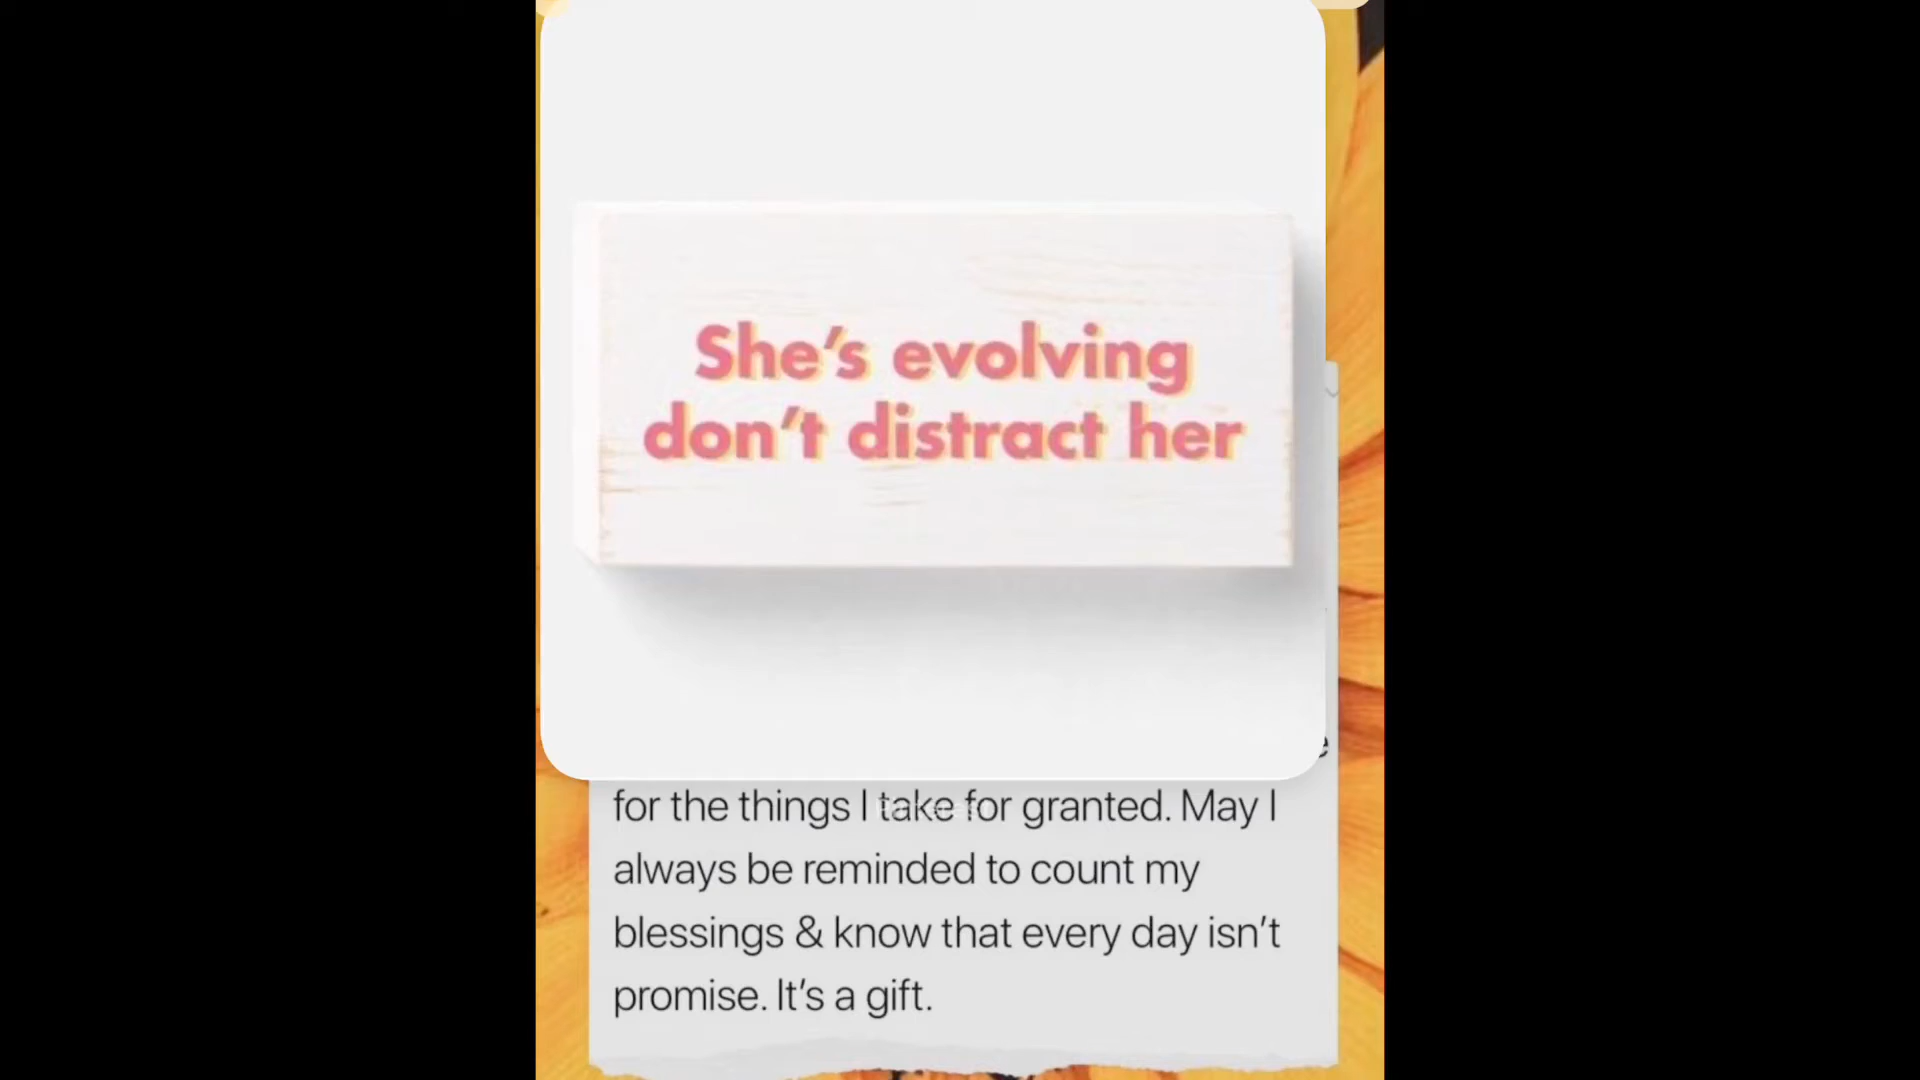 She's evolving
don't distract her
e
for the things I take for granted. May I
always be reminded to count my
blessings & know that every day isn't
promise. It's a gift.